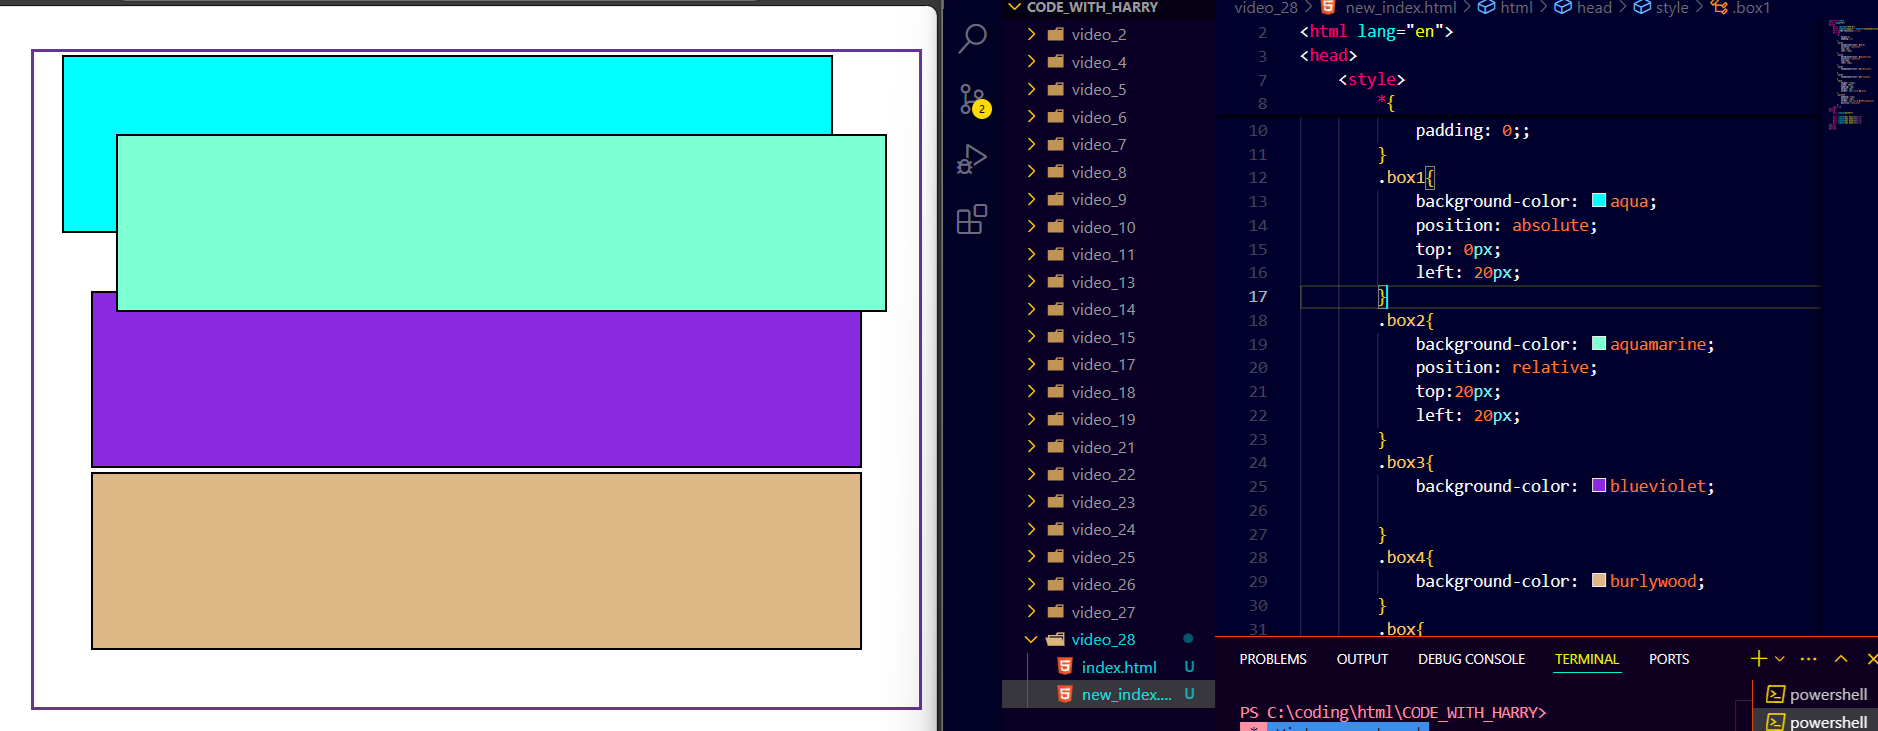 CODE_WITH_HARRY
video_2
video_4
video_5
video_6
video_7
video_8
video_9
video_10
video_11
video_13
video_14
video_15
video_17
video_18
video_19
video_21
video_22
video_23
video_24
video_25
video_26
video_27
video_28
index.html U
new_index.... U
2
video_28 > new_index.html > html > head > style > .box1
2 <html lang="en">
3 <head>
7 <style>
8 *{
10 padding: 0;;
11 }
12 .box1{
13 background-color: aqua;
14 position: absolute;
15 top: 0px;
16 left: 20px;
17 }
18 .box2{
19 background-color: aquamarine;
20 position: relative;
21 top:20px;
22 left: 20px;
23 }
24 .box3{
25 background-color: blueviolet;
26
27 }
28 .box4{
29 background-color: burlywood;
30 }
31 .box{
PROBLEMS OUTPUT DEBUG CONSOLE TERMINAL PORTS
PS C:\coding\html\CODE_WITH_HARRY>
powershell
powershell